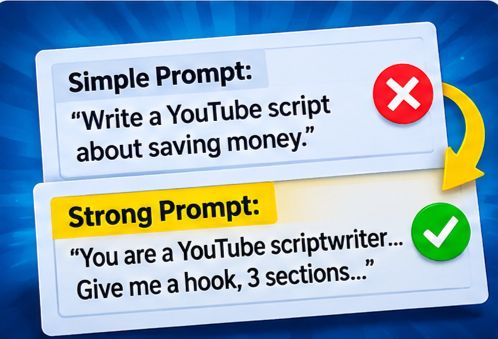 Simple Prompt:
“Write a YouTube script
about saving money.”
Strong Prompt:
“You are a YouTube scriptwriter...
Give me a hook, 3 sections...”